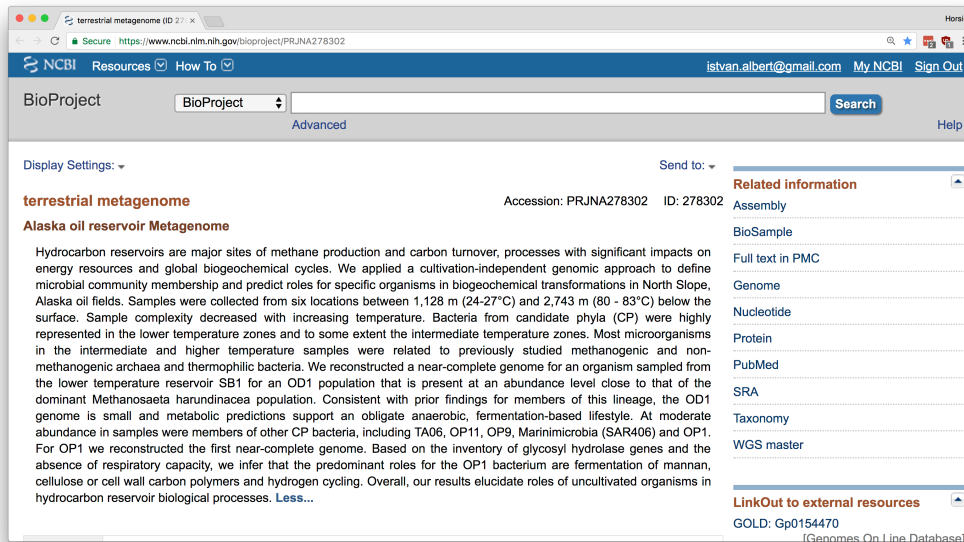 terrestrial metagenome (ID 27
Horsi
Secure https://www.ncbi.nlm.nih.gov/bioproject/PRJNA278302
NCBI Resources How To istvan.albert@gmail.com My NCBI Sign Out
BioProject BioProject Search
Advanced Help
Display Settings: Send to:
terrestrial metagenome Accession: PRJNA278302 ID: 278302
Alaska oil reservoir Metagenome
Hydrocarbon reservoirs are major sites of methane production and carbon turnover, processes with significant impacts on
energy resources and global biogeochemical cycles. We applied a cultivation-independent genomic approach to define
microbial community membership and predict roles for specific organisms in biogeochemical transformations in North Slope,
Alaska oil fields. Samples were collected from six locations between 1,128 m (24-27°C) and 2,743 m (80 - 83°C) below the
surface. Sample complexity decreased with increasing temperature. Bacteria from candidate phyla (CP) were highly
represented in the lower temperature zones and to some extent the intermediate temperature zones. Most microorganisms
in the intermediate and higher temperature samples were related to previously studied methanogenic and non-
methanogenic archaea and thermophilic bacteria. We reconstructed a near-complete genome for an organism sampled from
the lower temperature reservoir SB1 for an OD1 population that is present at an abundance level close to that of the
dominant Methanosaeta harundinacea population. Consistent with prior findings for members of this lineage, the OD1
genome is small and metabolic predictions support an obligate anaerobic, fermentation-based lifestyle. At moderate
abundance in samples were members of other CP bacteria, including TA06, OP11, OP9, Marinimicrobia (SAR406) and OP1.
For OP1 we reconstructed the first near-complete genome. Based on the inventory of glycosyl hydrolase genes and the
absence of respiratory capacity, we infer that the predominant roles for the OP1 bacterium are fermentation of mannan,
cellulose or cell wall carbon polymers and hydrogen cycling. Overall, our results elucidate roles of uncultivated organisms in
hydrocarbon reservoir biological processes. Less...
Related information
Assembly
BioSample
Full text in PMC
Genome
Nucleotide
Protein
PubMed
SRA
Taxonomy
WGS master
LinkOut to external resources
GOLD: Gp0154470
[Genomes On Line Database]